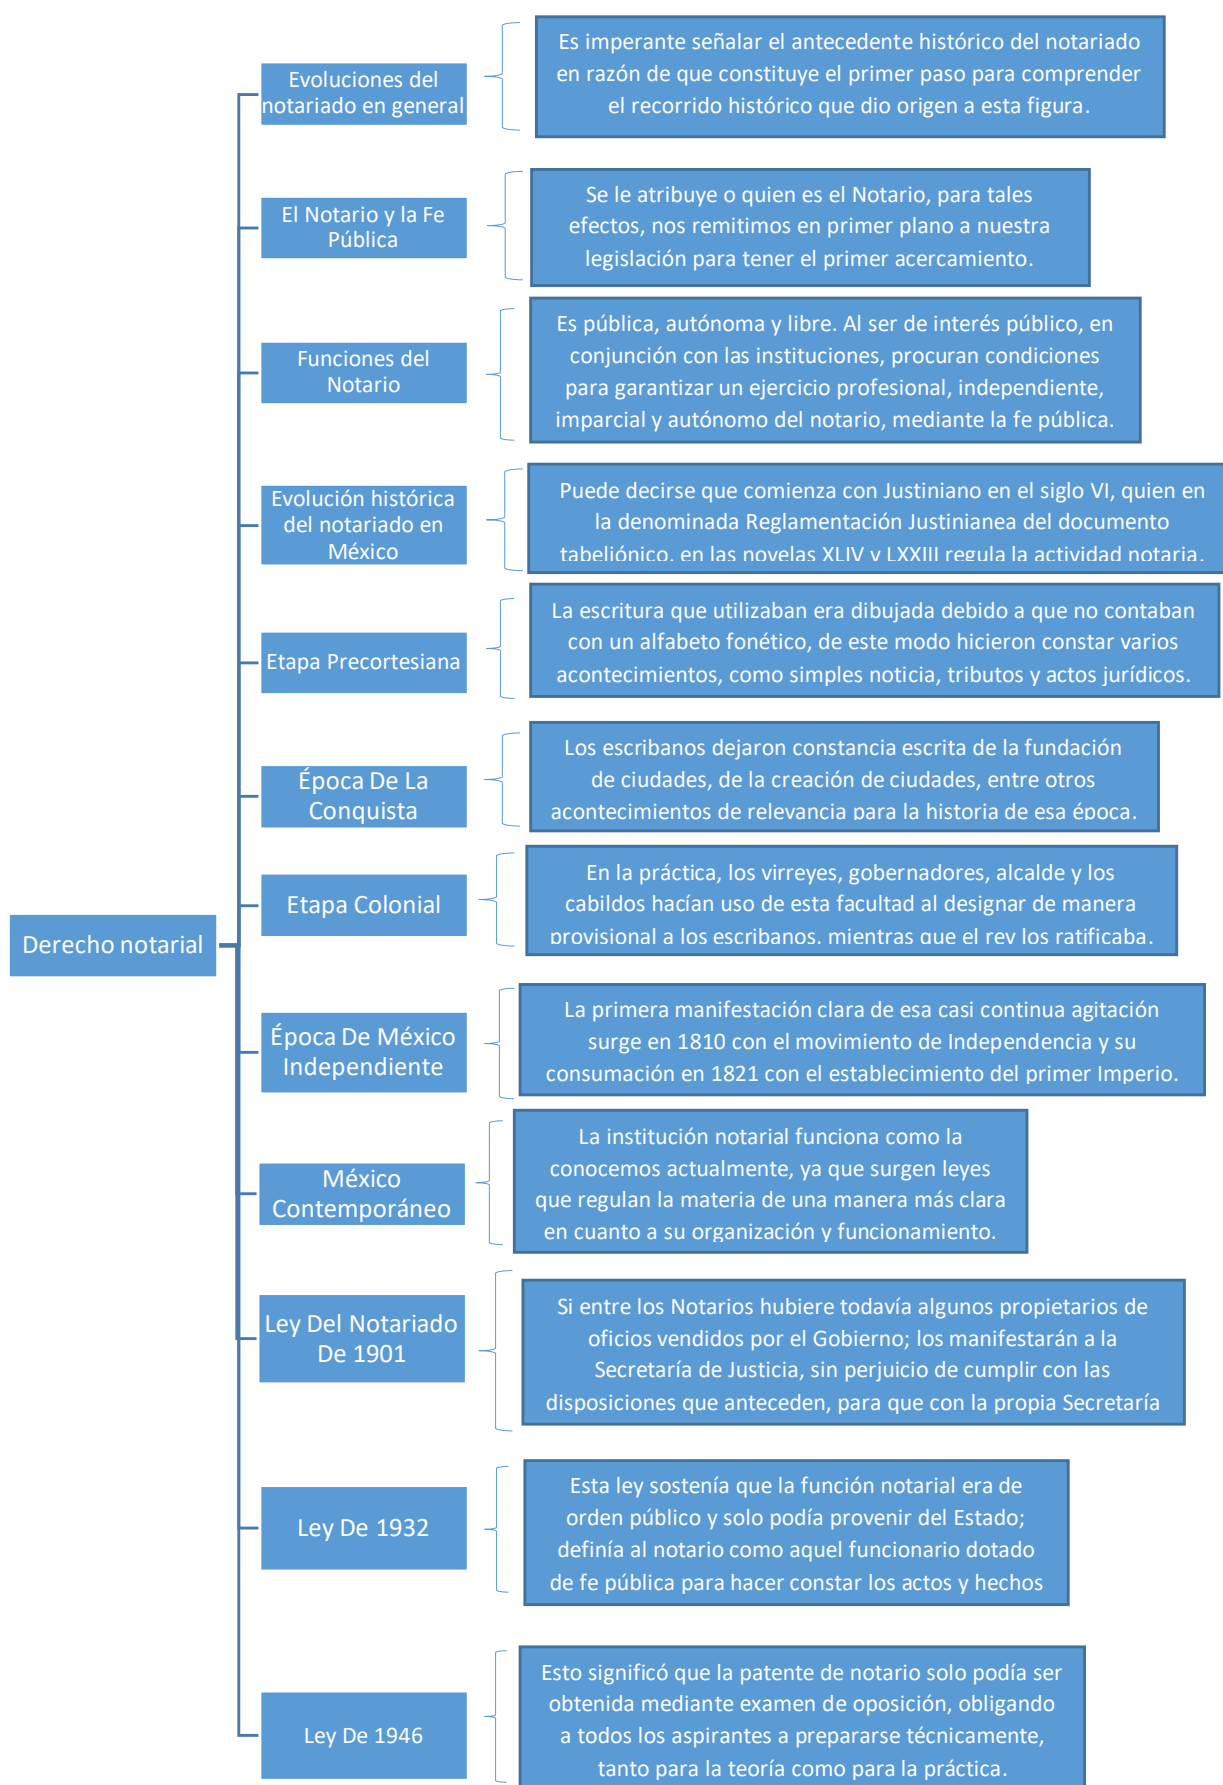 Derecho notarial
Evoluciones del
notariado en general
Es imperante señalar el antecedente histórico del notariado
en razón de que constituye el primer paso para comprender
el recorrido histórico que dio origen a esta figura.
El Notario y la Fe
Pública
Se le atribuye o quien es el Notario, para tales
efectos, nos remitimos en primer plano a nuestra
legislación para tener el primer acercamiento.
Funciones del
Notario
Es pública, autónoma y libre. Al ser de interés público, en
conjunción con las instituciones, procuran condiciones
para garantizar un ejercicio profesional, independiente,
imparcial y autónomo del notario, mediante la fe pública.
Evolución histórica
del notariado en
México
Puede decirse que comienza con Justiniano en el siglo VI, quien en
la denominada Reglamentación Justinianea del documento
tabeliónico, en las novelas XLIV y LXXIII regula la actividad notaria.
Etapa Precortesiana
La escritura que utilizaban era dibujada debido a que no contaban
con un alfabeto fonético, de este modo hicieron constar varios
acontecimientos, como simples noticia, tributos y actos jurídicos.
Época De La
Conquista
Los escribanos dejaron constancia escrita de la fundación
de ciudades, de la creación de ciudades, entre otros
acontecimientos de relevancia para la historia de esa época.
Etapa Colonial
En la práctica, los virreyes, gobernadores, alcalde y los
cabildos hacían uso de esta facultad al designar de manera
provisional a los escribanos, mientras que el rey los ratificaba.
Época De México
Independiente
La primera manifestación clara de esa casi continua agitación
surge en 1810 con el movimiento de Independencia y su
consumación en 1821 con el establecimiento del primer Imperio.
México
Contemporáneo
La institución notarial funciona como la
conocemos actualmente, ya que surgen leyes
que regulan la materia de una manera más clara
en cuanto a su organización y funcionamiento.
Ley Del Notariado
De 1901
Si entre los Notarios hubiere todavía algunos propietarios de
oficios vendidos por el Gobierno; los manifestarán a la
Secretaría de Justicia, sin perjuicio de cumplir con las
disposiciones que anteceden, para que con la propia Secretaría
Ley De 1932
Esta ley sostenía que la función notarial era de
orden público y solo podía provenir del Estado;
definía al notario como aquel funcionario dotado
de fe pública para hacer constar los actos y hechos
Ley De 1946
Esto significó que la patente de notario solo podía ser
obtenida mediante examen de oposición, obligando
a todos los aspirantes a prepararse técnicamente,
tanto para la teoría como para la práctica.